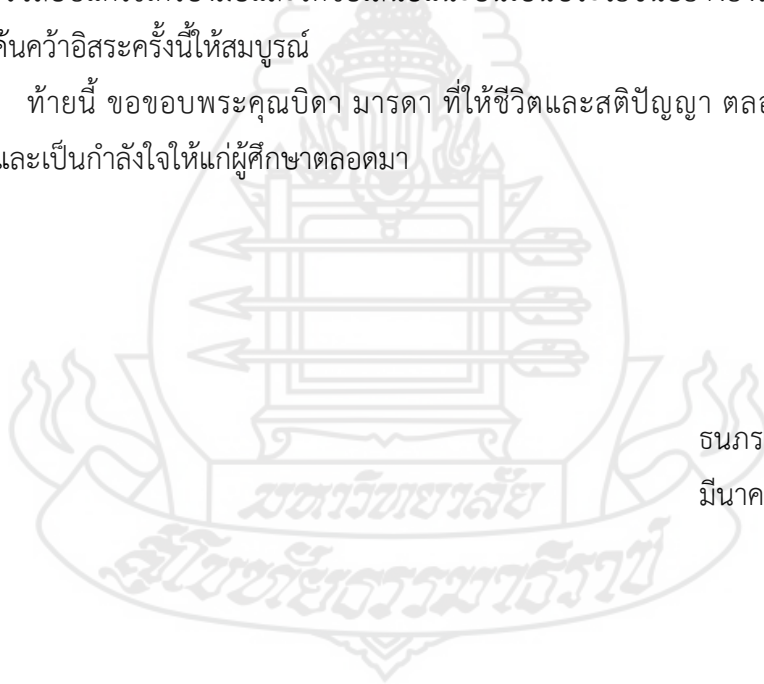 ค้นคว้าอิสระครั้งนี้ให้สมบูรณ์
ท้ายนี้ ขอขอบพระคุณบิดา มารดา ที่ให้ชีวิตและสติปัญญา
และเป็นกำลังใจให้แก่ผู้ศึกษาตลอดมา
ธนภร
มีนาค
มหาวิทยาลัย
สุโขทัยธรรมาธิราช